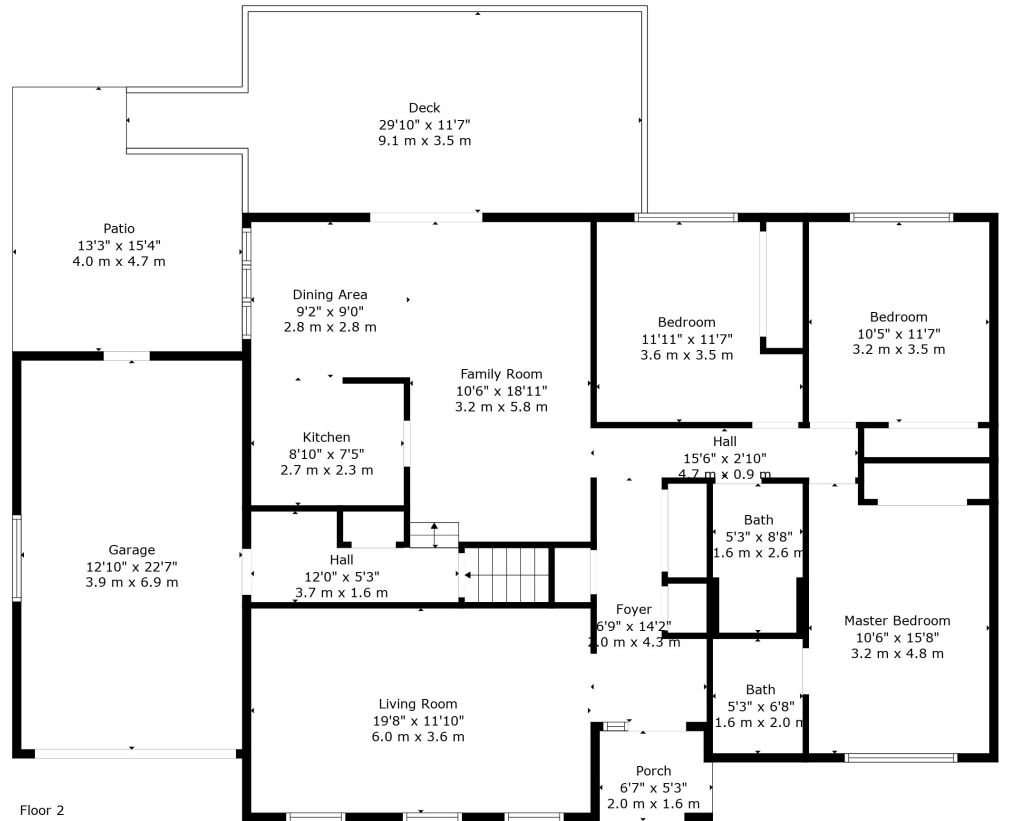 Deck
29'10" x 11'7"
9.1 m x 3.5 m
Patio
13'3" x 15'4"
4.0 m x 4.7 m
Dining Area
9'2" x 9'0"
2.8 m x 2.8 m
Family Room
10'6" x 18'11"
3.2 m x 5.8 m
Bedroom
11'11" x 11'7"
3.6 m x 3.5 m
Bedroom
10'5" x 11'7"
3.2 m x 3.5 m
Kitchen
8'10" x 7'5"
2.7 m x 2.3 m
Hall
15'6" x 2'10"
4.7 m x 0.9 m
Garage
12'10" x 22'7"
3.9 m x 6.9 m
Hall
12'0" x 5'3"
3.7 m x 1.6 m
Bath
5'3" x 8'8"
1.6 m x 2.6 m
Foyer
6'9" x 14'2"
2.0 m x 4.3 m
Master Bedroom
10'6" x 15'8"
3.2 m x 4.8 m
Living Room
19'8" x 11'10"
6.0 m x 3.6 m
Bath
5'3" x 6'8"
1.6 m x 2.0 m
Porch
6'7" x 5'3"
2.0 m x 1.6 m
Floor 2